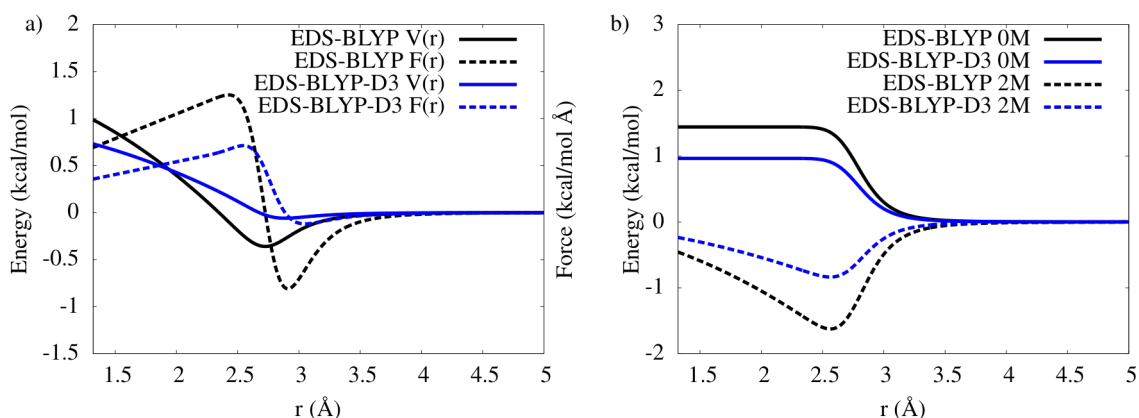 a)
EDS-BLYP V(r)
EDS-BLYP F(r)
EDS-BLYP-D3 V(r)
EDS-BLYP-D3 F(r)
2
1.5
1
0.5
0
-0.5
-1
-1.5
Energy (kcal/mol)
Force (kcal/mol Å)
1.5 2 2.5 3 3.5 4 4.5 5
r (Å)
b)
EDS-BLYP 0M
EDS-BLYP-D3 0M
EDS-BLYP 2M
EDS-BLYP-D3 2M
3
2
1
0
-1
-2
Energy (kcal/mol)
1.5 2 2.5 3 3.5 4 4.5 5
r (Å)